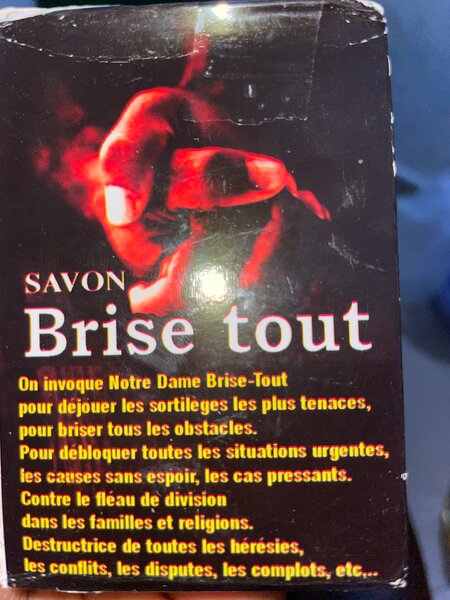 SAVON
Brise tout
On invoque Notre Dame Brise-Tout
pour déjouer les sortilèges les plus tenaces,
pour briser tous les obstacles.
Pour débloquer toutes les situations urgentes,
les causes sans espoir, les cas pressants.
Contre le fléau de division
dans les familles et religions.
Destructrice de toutes les hérésies,
les conflits, les disputes, les complots, etc...